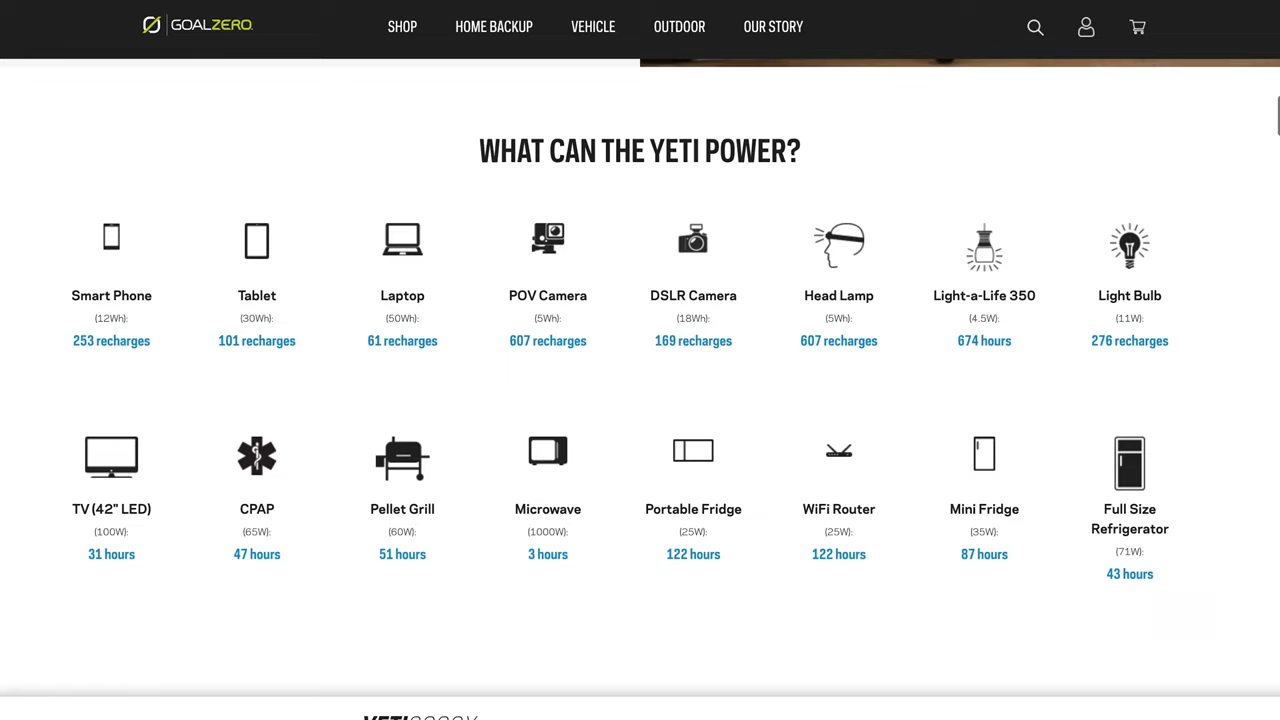 GOALZERO.
SHOP
HOME BACKUP
VEHICLE
OUTDOOR
OUR STORY
WHAT CAN THE YETI POWER?
Smart Phone
(12Wh):
253 recharges
Tablet
(30Wh):
101 recharges
Laptop
(50Wh):
61 recharges
POV Camera
(5Wh):
607 recharges
DSLR Camera
(18Wh):
169 recharges
Head Lamp
(5Wh):
607 recharges
Light-a-Life 350
(4.5W):
674 hours
Light Bulb
(11W):
276 recharges
TV (42" LED)
(100W):
31 hours
CPAP
(65W):
47 hours
Pellet Grill
(60W):
51 hours
Microwave
(1000W):
3 hours
Portable Fridge
(25W):
122 hours
WiFi Router
(25W):
122 hours
Mini Fridge
(35W):
87 hours
Full Size
Refrigerator
(71W):
43 hours